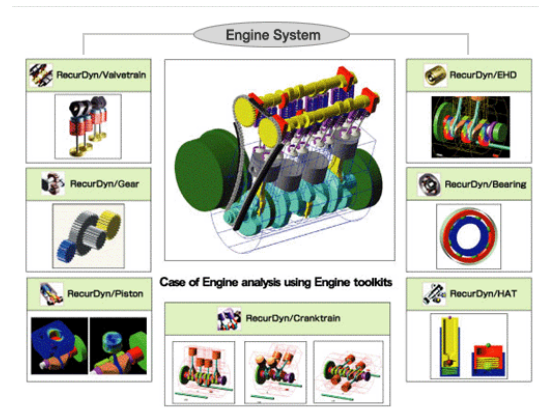 Engine System
RecurDyn/Valvetrain
RecurDyn/EHD
RecurDyn/Gear
RecurDyn/Bearing
RecurDyn/Piston
Case of Engine analysis using Engine toolkits
RecurDyn/HAT
RecurDyn/Cranktrain